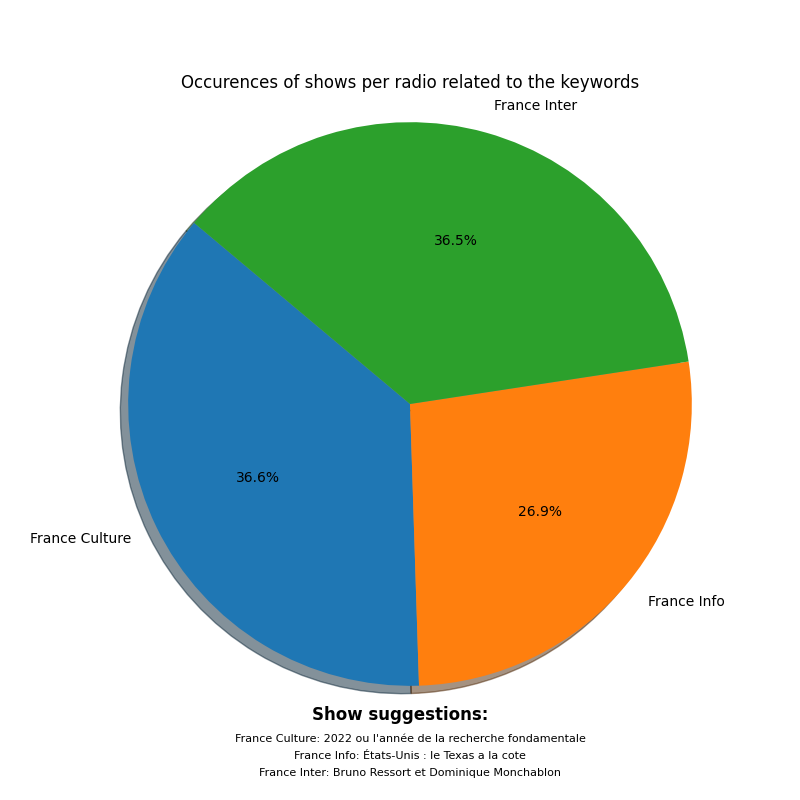 Occurences of shows per radio related to the keywords
France Inter
36.5%
36.6%
26.9%
France Culture
France Info
Show suggestions:
France Culture: 2022 ou l'année de la recherche fondamentale
France Info: États-Unis : le Texas a la cote
France Inter: Bruno Ressort et Dominique Monchablon